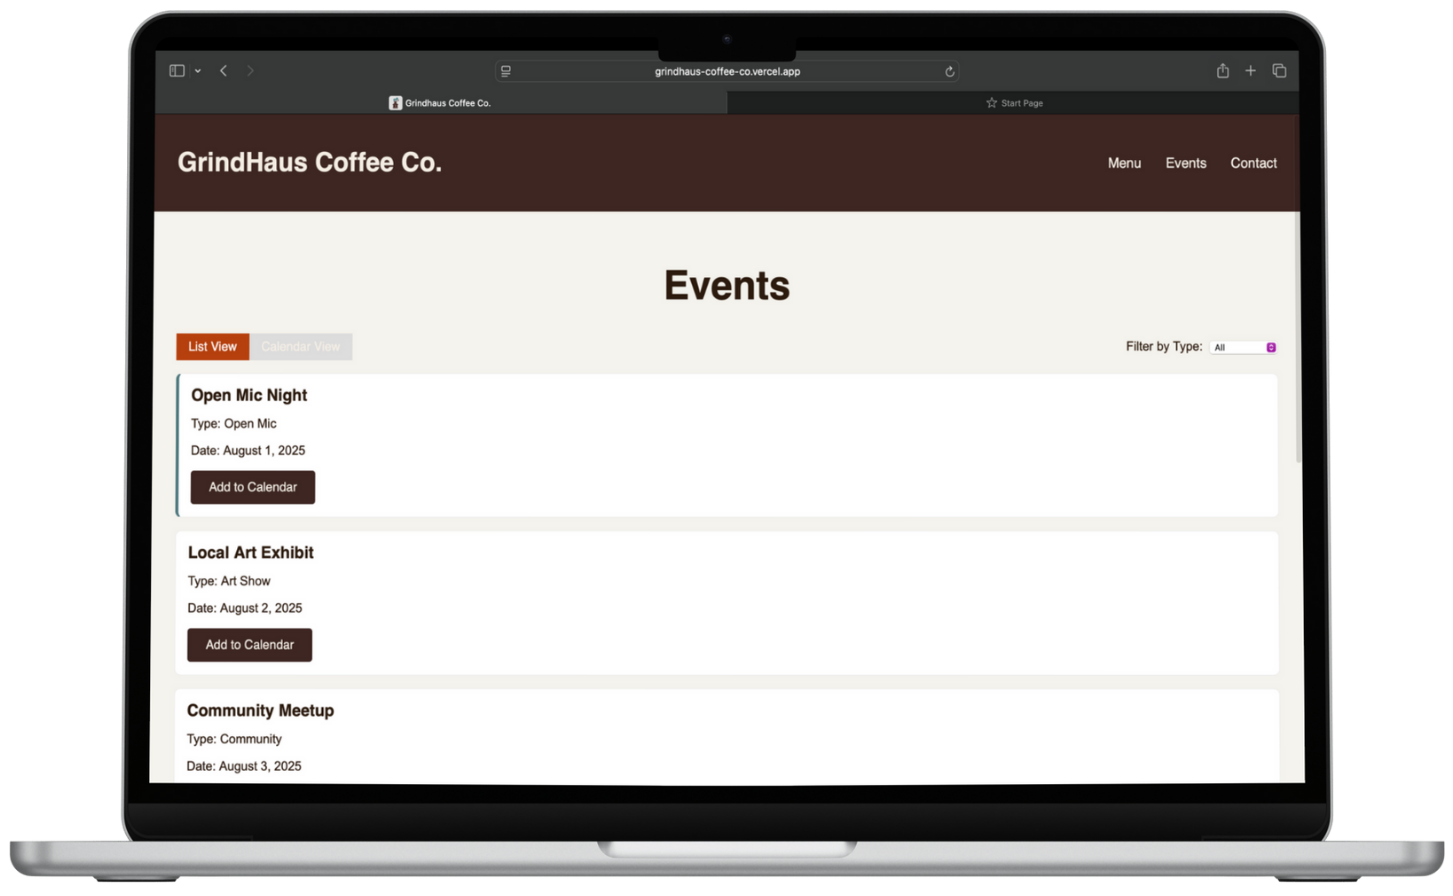 grindhaus-coffee-co.vercel.app
Grindhaus Coffee Co.
Start Page
GrindHaus Coffee Co.
Menu
Events
Contact
Events
List View
Calendar View
Filter by Type:
All
Open Mic Night
Type: Open Mic
Date: August 1, 2025
Add to Calendar
Local Art Exhibit
Type: Art Show
Date: August 2, 2025
Add to Calendar
Community Meetup
Type: Community
Date: August 3, 2025